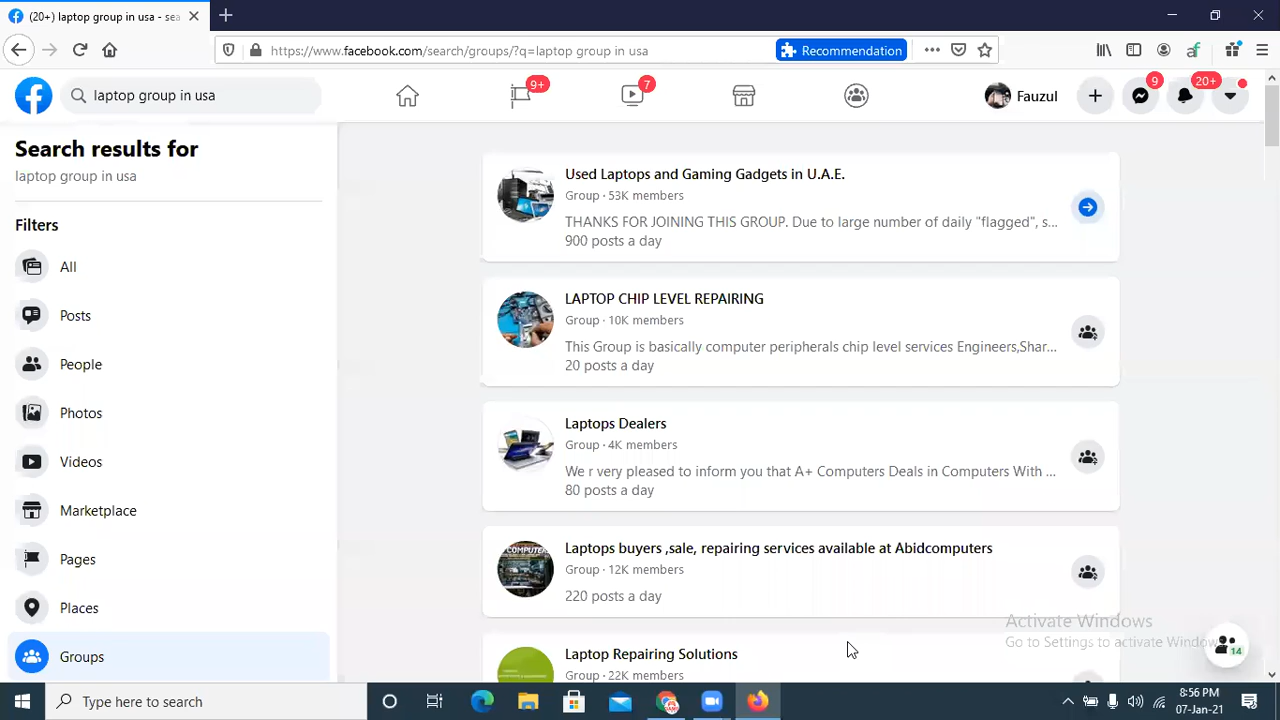 (20+) laptop group in usa - sea
https://www.facebook.com/search/groups/?q=laptop group in usa
Recommendation
laptop group in usa
9+
7
Fauzul
9
20+
Search results for
laptop group in usa
Filters
All
Posts
People
Photos
Videos
Marketplace
Pages
Places
Groups
Used Laptops and Gaming Gadgets in U.A.E.
Group · 53K members
THANKS FOR JOINING THIS GROUP. Due to large number of daily "flagged", s...
900 posts a day
LAPTOP CHIP LEVEL REPAIRING
Group · 10K members
This Group is basically computer peripherals chip level services Engineers,Shar...
20 posts a day
Laptops Dealers
Group · 4K members
We r very pleased to inform you that A+ Computers Deals in Computers With ...
80 posts a day
COMPUTER
Laptops buyers ,sale, repairing services available at Abidcomputers
Group · 12K members
220 posts a day
Laptop Repairing Solutions
Group · 22K members
Activate Windows
Go to Settings to activate Windows
14
Type here to search
8:56 PM
07-Jan-21